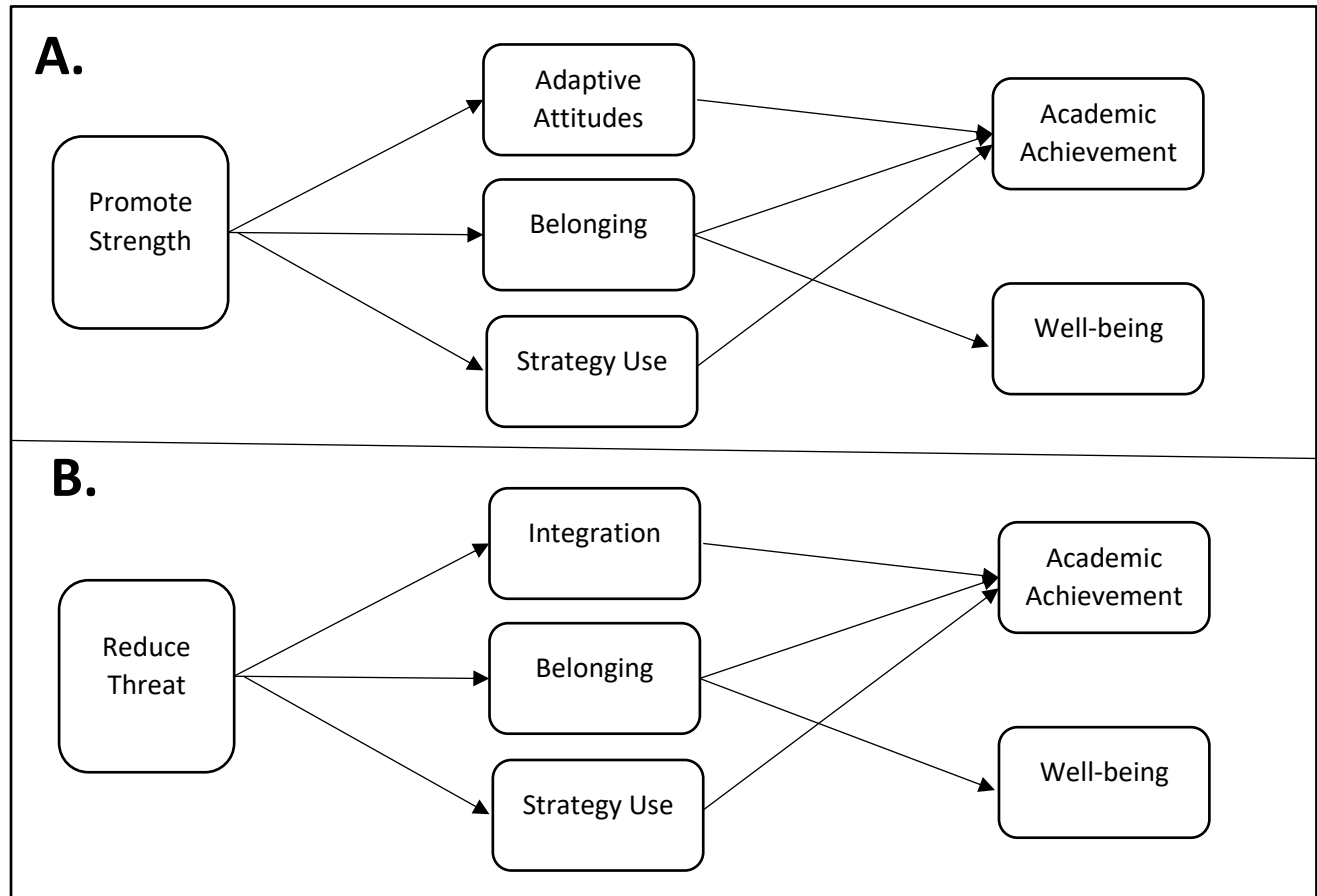 A.
Promote
Strength
Adaptive
Attitudes
Belonging
Strategy Use
Academic
Achievement
Well-being
B.
Reduce
Threat
Integration
Belonging
Strategy Use
Academic
Achievement
Well-being